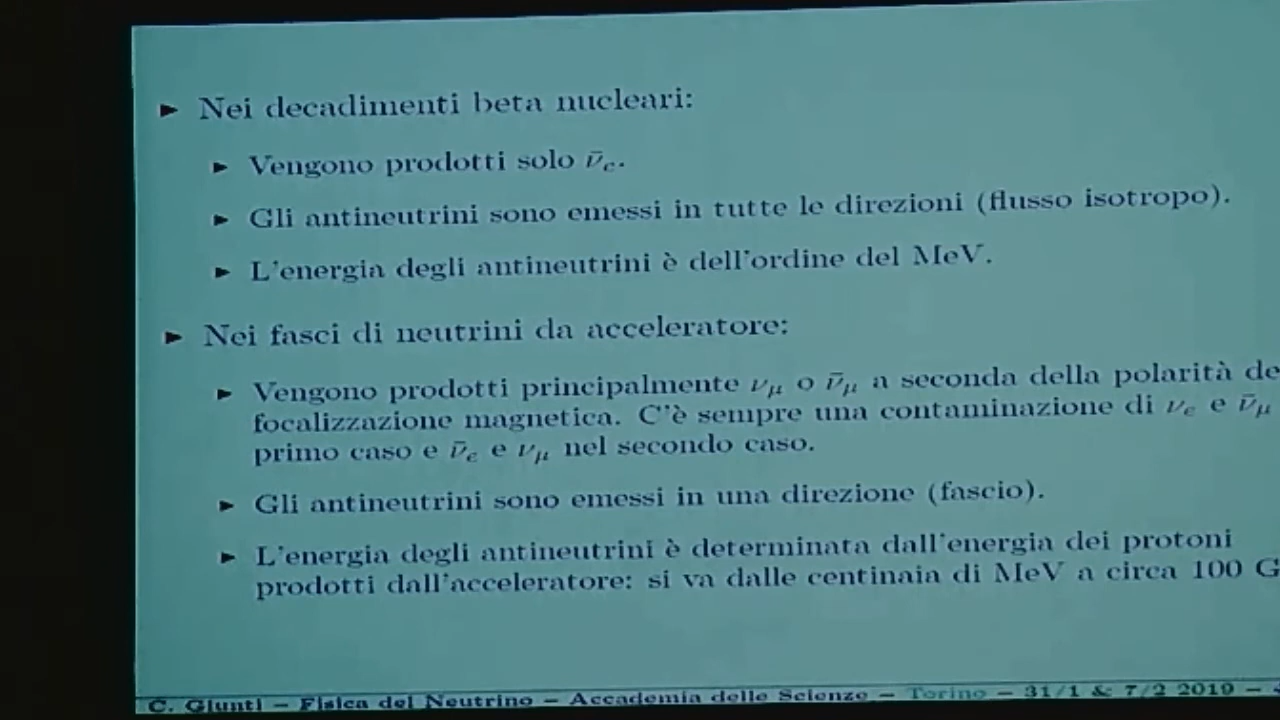 ► Nei decadimenti beta nucleari:
► Vengono prodotti solo ν̄e.
► Gli antineutrini sono emessi in tutte le direzioni (flusso isotropo).
► L'energia degli antineutrini è dell'ordine del MeV.
► Nei fasci di neutrini da acceleratore:
► Vengono prodotti principalmente νμ o ν̄μ a seconda della polarità de
focalizzazione magnetica. C'è sempre una contaminazione di νe e ν̄μ
primo caso e ν̄e e νμ nel secondo caso.
► Gli antineutrini sono emessi in una direzione (fascio).
► L'energia degli antineutrini è determinata dall'energia dei protoni
prodotti dall'acceleratore: si va dalle centinaia di MeV a circa 100 G
C. Giunti – Fisica del Neutrino – Accademia delle Scienze – Torino – 31/1 & 7/2 2019 –